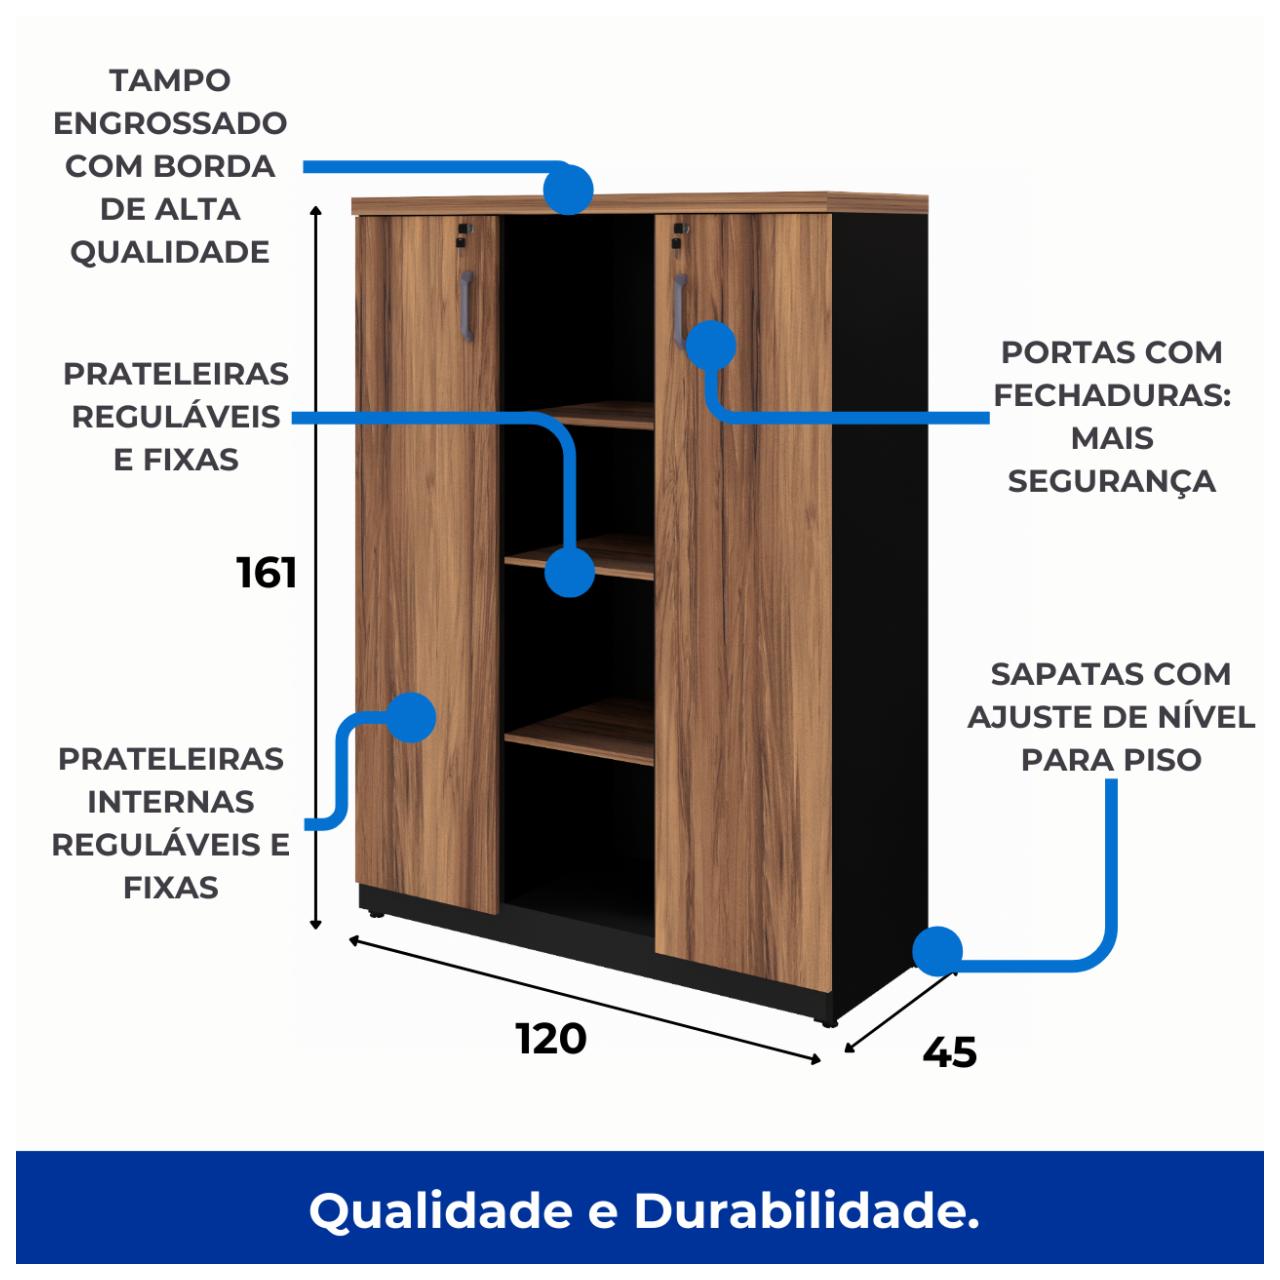 TAMPO
ENGROSSADO
COM BORDA
DE ALTA
QUALIDADE
PRATELEIRAS
REGULÁVEIS
E FIXAS
PORTAS COM
FECHADURAS:
MAIS
SEGURANÇA
161
SAPATAS COM
AJUSTE DE NÍVEL
PARA PISO
PRATELEIRAS
INTERNAS
REGULÁVEIS E
FIXAS
120
45
Qualidade e Durabilidade.